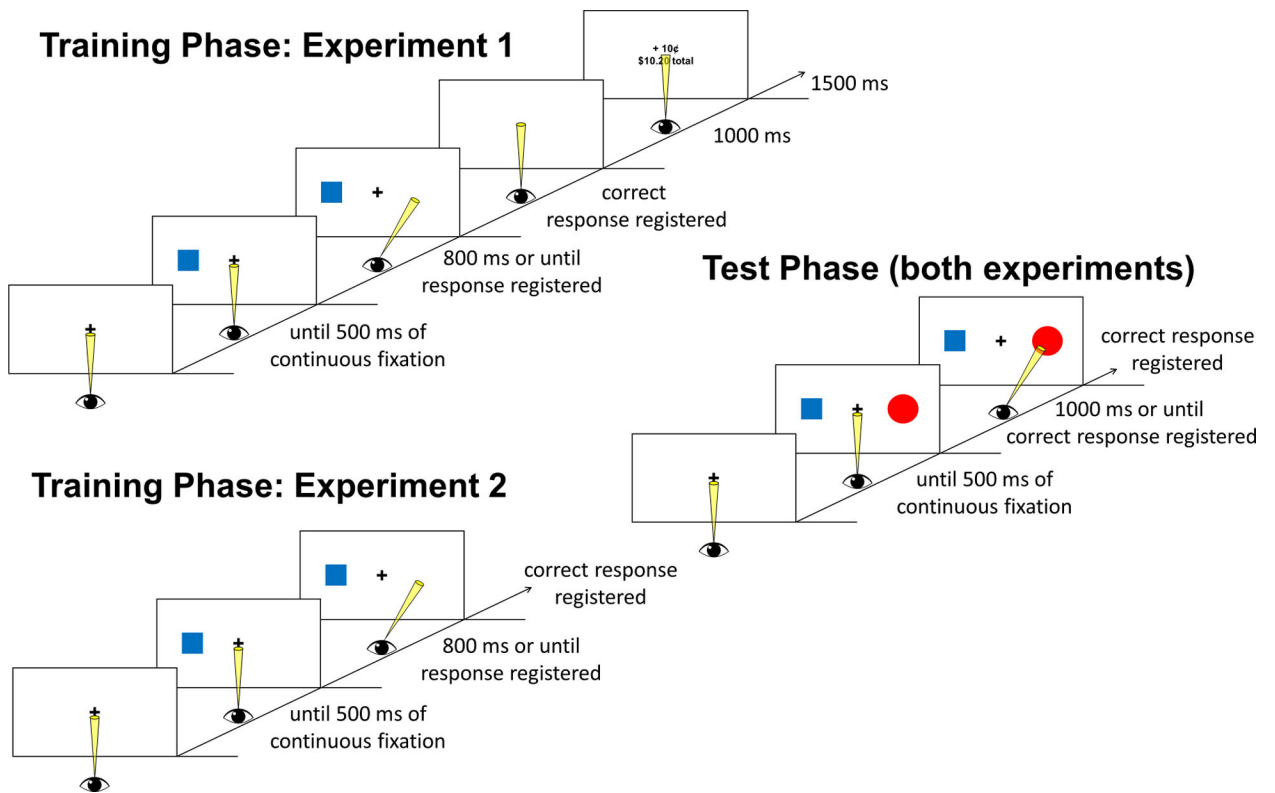 Training Phase: Experiment 1
+ 10¢
$10.20 total
1500 ms
1000 ms
correct
response registered
800 ms or until
response registered
until 500 ms of
continuous fixation
Test Phase (both experiments)
correct response
registered
1000 ms or until
correct response registered
until 500 ms of
continuous fixation
Training Phase: Experiment 2
correct response
registered
800 ms or until
response registered
until 500 ms of
continuous fixation